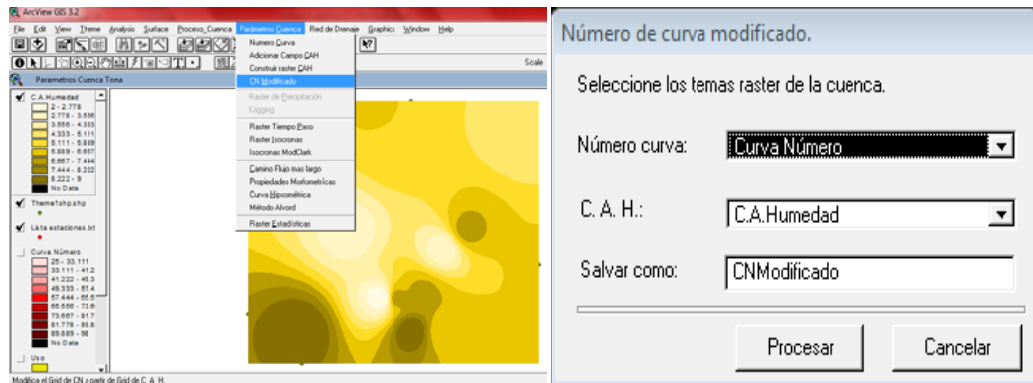 ArcView GIS 3.2
File Edit View Theme Analysis Surface Proceso_Cuenca Parámetros Cuenca Red de Drenaje Graphics Window Help
Numero Curva
Adicionar Campo CAH
Construir raster CAH
CN Modificado
Raster de Precipitación
Krigging
Raster Tiempo Paso
Raster Isocronas
Isocronas ModClark
Camino Flujo mas largo
Propiedades Morfometricas
Curva Hipsométrica
Método Alvord
Raster Estadísticas
Scale
Parametros Cuenca Tona
C.A.Humedad
2 - 2.778
2.778 - 3.556
3.556 - 4.333
4.333 - 5.111
5.111 - 5.889
5.889 - 6.667
6.667 - 7.444
7.444 - 8.222
8.222 - 9
No Data
Theme1shp.shp
Lista estaciones.txt
Curva Número
25 - 33.111
33.111 - 41.2
41.222 - 49.3
49.333 - 57.4
57.444 - 65.5
65.556 - 73.6
73.667 - 81.7
81.778 - 89.8
89.889 - 98
No Data
Uso
Modifica el Grid de CN a partir de Grid de C. A. H.
Número de curva modificado.
Seleccione los temas raster de la cuenca.
Número curva: Curva Número
C. A. H.: C.A.Humedad
Salvar como: CNModificado
Procesar Cancelar